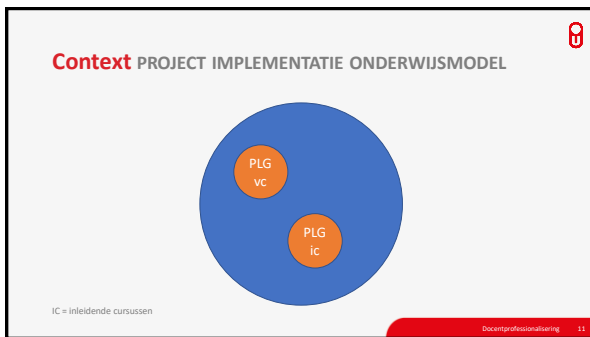 Context PROJECT IMPLEMENTATIE ONDERWIJSMODEL
PLG
vc
PLG
ic
IC = inleidende cursussen
Docentprofessionalisering 11